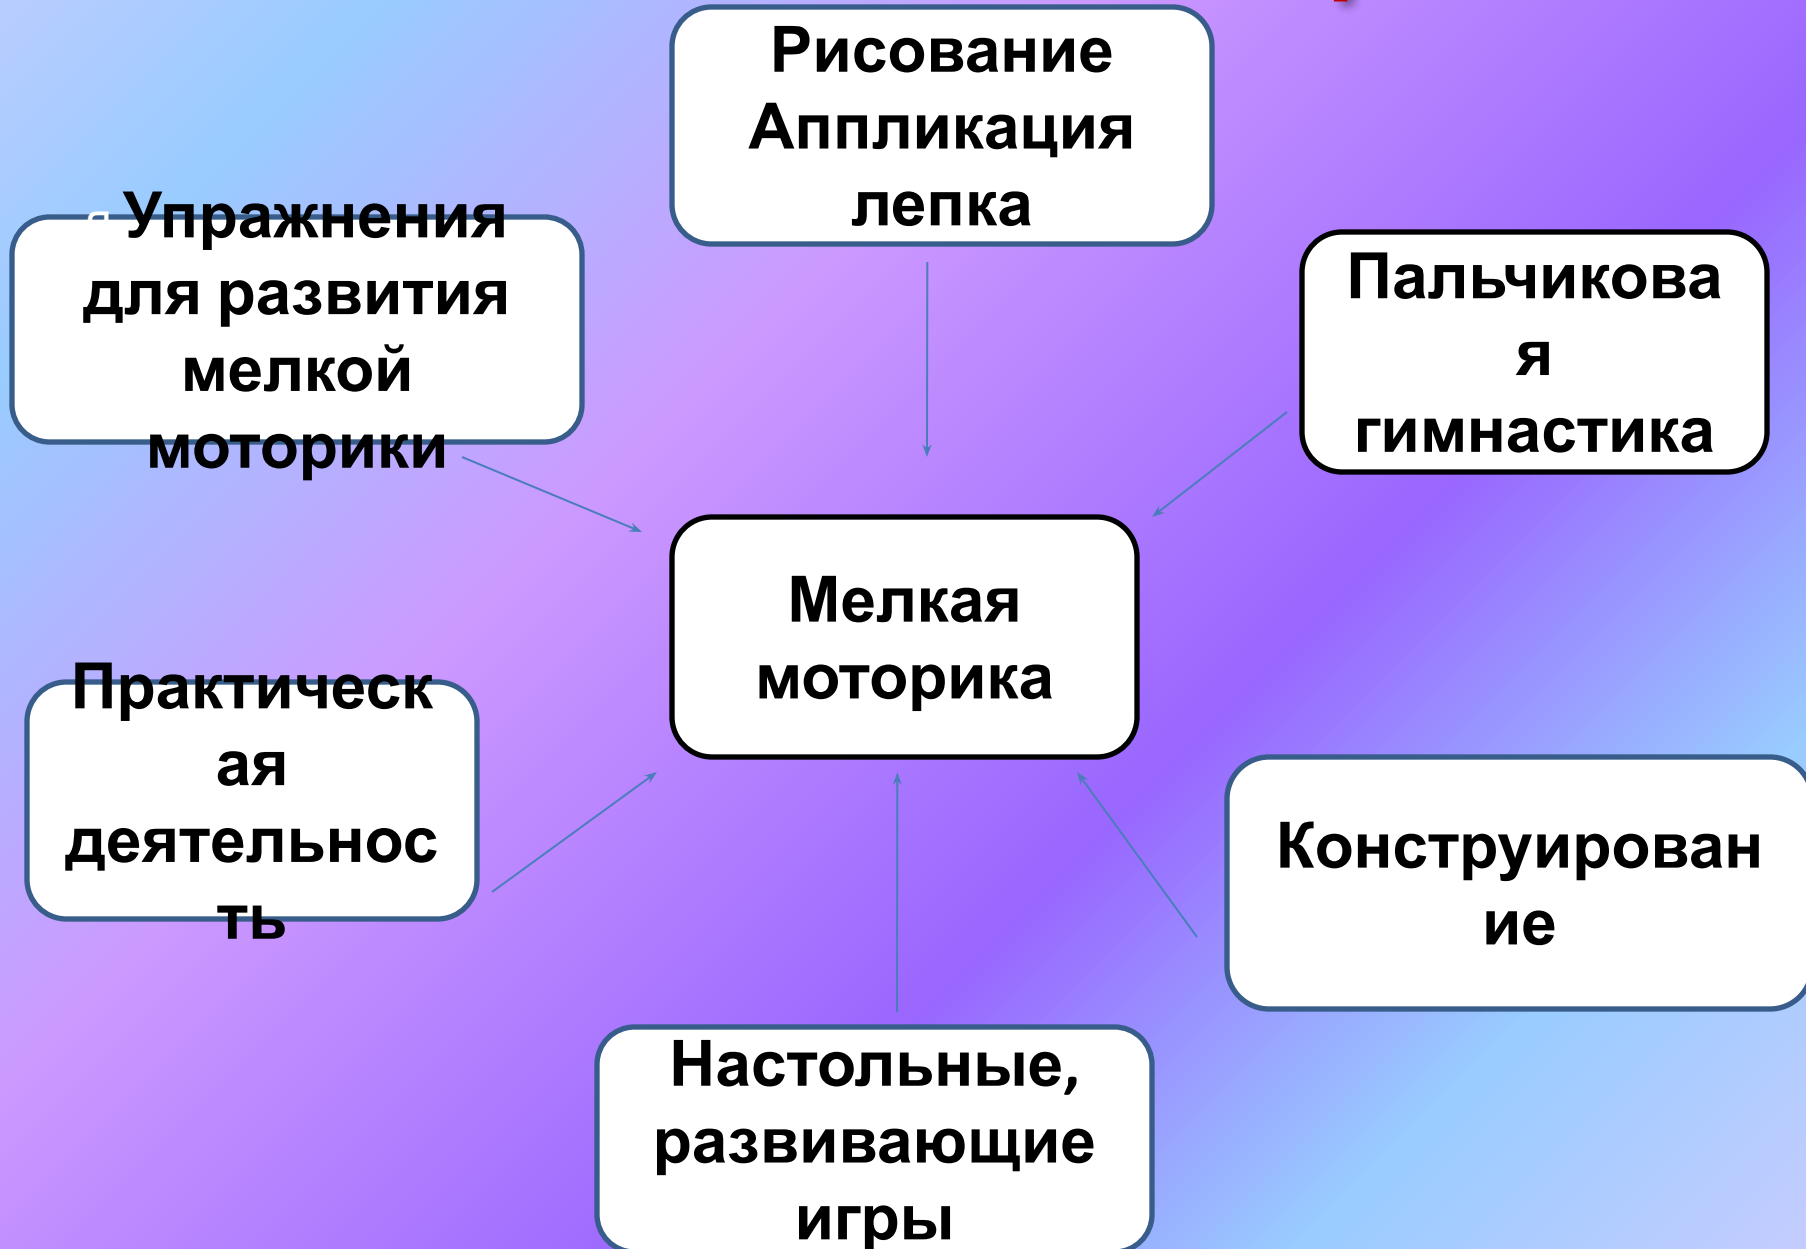 Рисование
Аппликация
лепка
я Упражнения
для развития
мелкой
моторики
Пальчикова
я
гимнастика
Мелкая
моторика
Практическ
ая
деятельнос
ть
Конструирован
ие
Настольные,
развивающие
игры